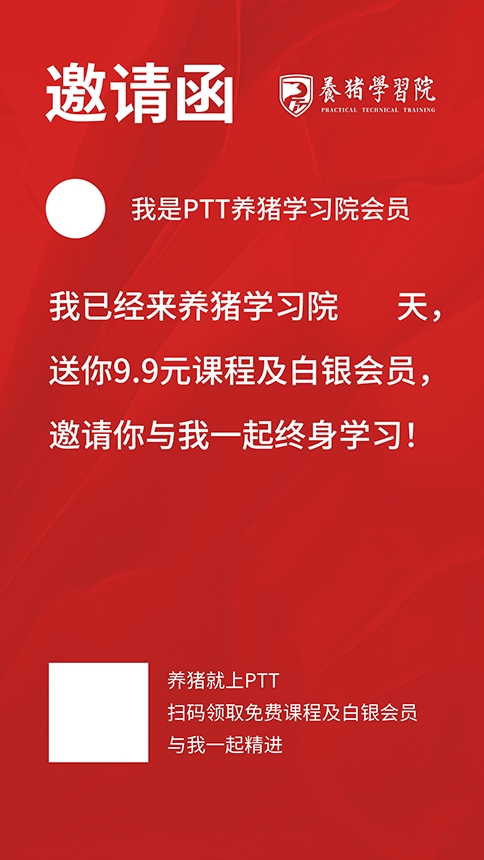 邀请函
養猪學習院
PRACTICAL TECHNICAL TRAINING
我是PTT养猪学习院会员
我已经来养猪学习院 天，
送你9.9元课程及白银会员，
邀请你与我一起终身学习！
养猪就上PTT
扫码领取免费课程及白银会员
与我一起精进